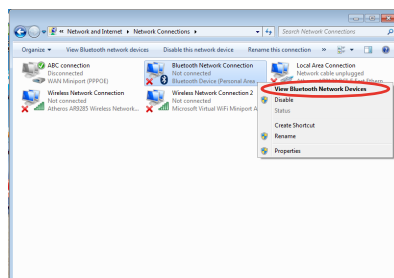 « Network and Internet ▸ Network Connections ▸
Search Network Connections
Organize
View Bluetooth network devices
Disable this network device
Rename this connection
»
ABC connection
Disconnected
WAN Miniport (PPPOE)
Bluetooth Network Connection
Not connected
Bluetooth Device (Personal Area ...
Local Area Connection
Network cable unplugged
Wireless Network Connection
Not connected
Atheros AR9285 Wireless Network...
Wireless Network Connection 2
Not connected
Microsoft Virtual WiFi Miniport A
View Bluetooth Network Devices
Disable
Status
Create Shortcut
Rename
Properties